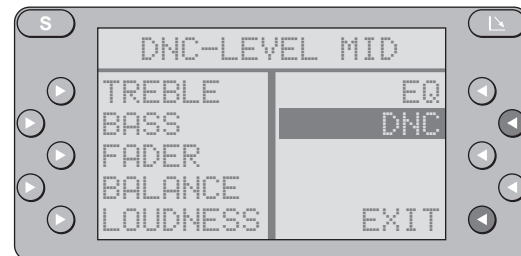 S
DNC-LEVEL MID
TREBLE EQ
BASS DNC
FADER
BALANCE
LOUDNESS EXIT